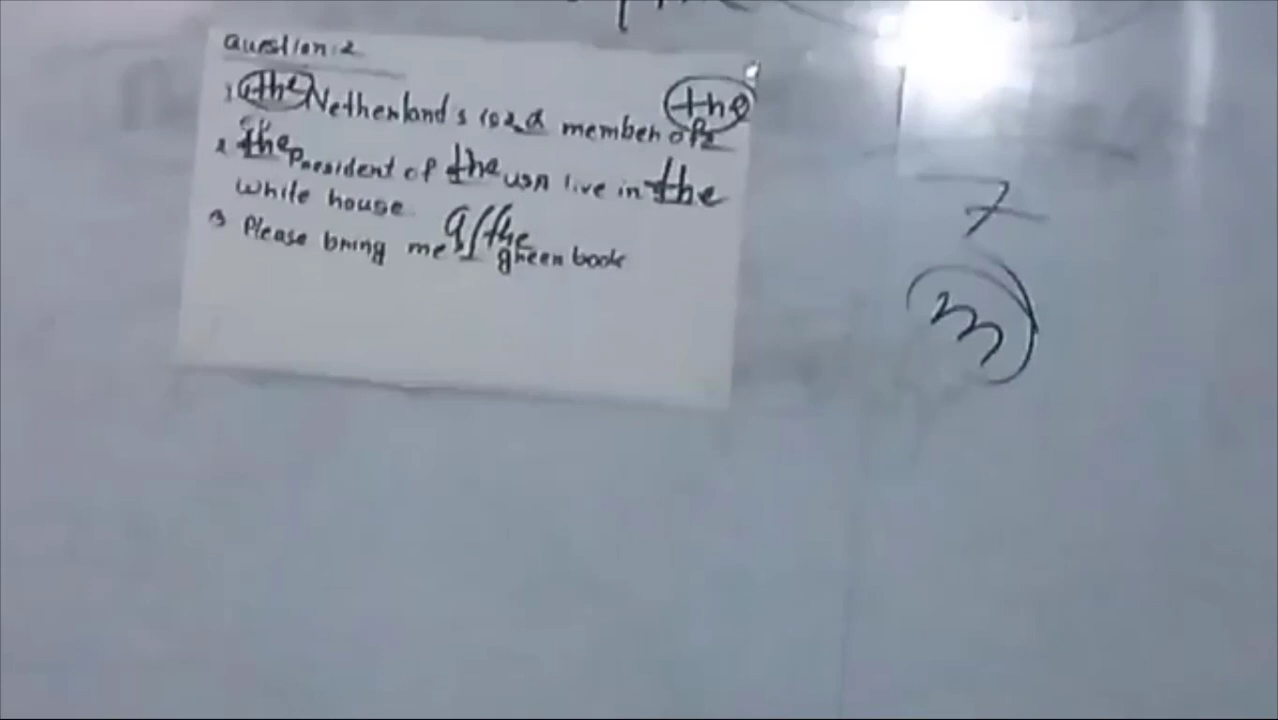 Question: 2
1 the Netherlands is a member of the
2 the President of the USA live in the
white house.
3 Please bring me a/the green book
7
m